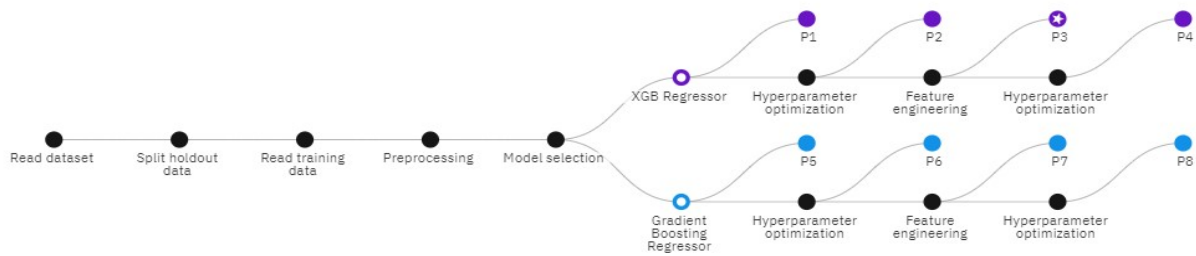 P1
P2
P3
P4
XGB Regressor
Hyperparameter
optimization
Feature
engineering
Hyperparameter
optimization
Read dataset
Split holdout
data
Read training
data
Preprocessing
Model selection
P5
P6
P7
P8
Gradient
Boosting
Regressor
Hyperparameter
optimization
Feature
engineering
Hyperparameter
optimization